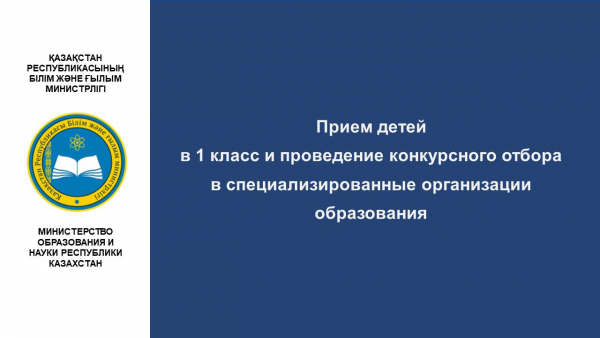 ҚАЗАҚСТАН
РЕСПУБЛИКАСЫНЫҢ
БІЛІМ ЖӘНЕ ҒЫЛЫМ
МИНИСТРЛІГІ
Қазақстан Республикасы Білім және ғылым министрлігі
МИНИСТЕРСТВО
ОБРАЗОВАНИЯ И
НАУКИ РЕСПУБЛИКИ
КАЗАХСТАН
Прием детей
в 1 класс и проведение конкурсного отбора
в специализированные организации
образования